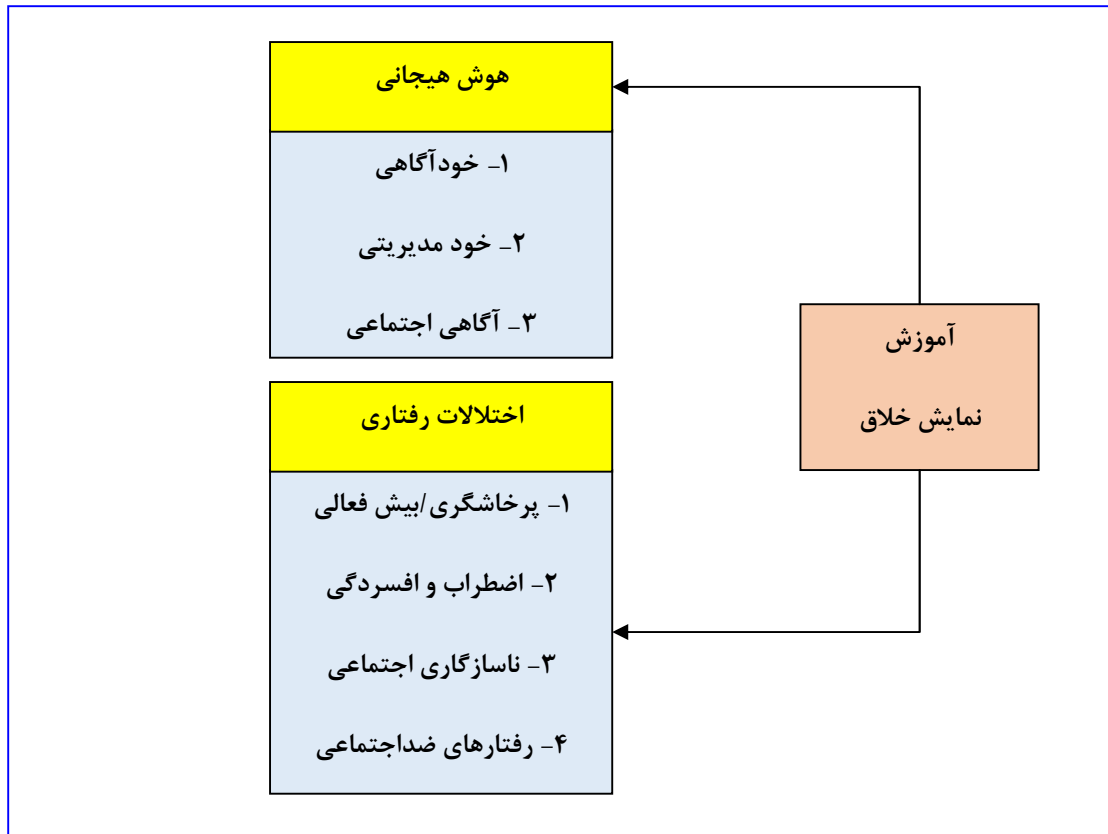 هوش هیجانی
۱- خودآگاهی
۲- خود مدیریتی
۳- آگاهی اجتماعی
آموزش
نمایش خلاق
اختلالات رفتاری
۱- پرخاشگری/بیش فعالی
۲- اضطراب و افسردگی
۳- ناسازگاری اجتماعی
۴- رفتارهای ضداجتماعی